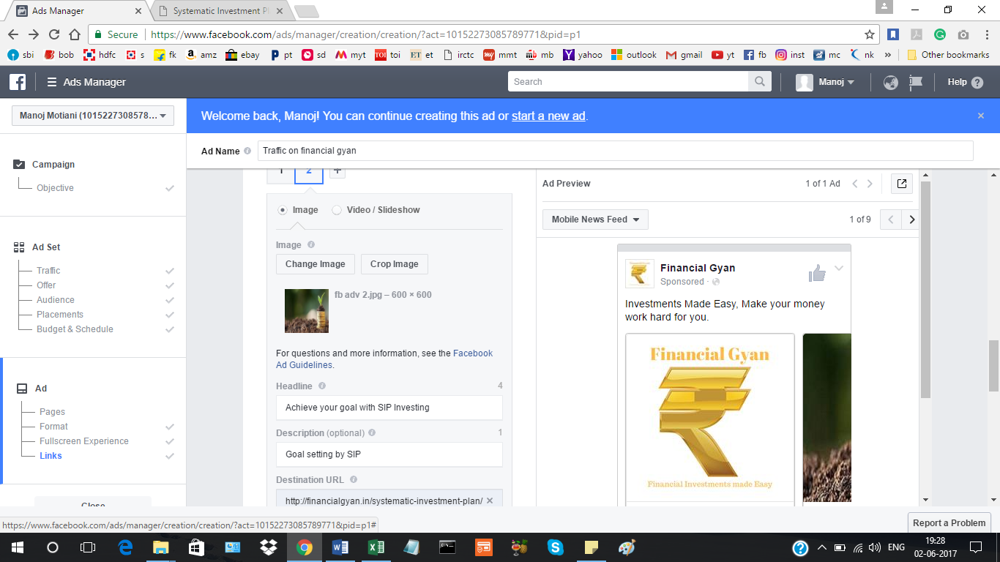 Ads Manager
Systematic Investment P
Secure https://www.facebook.com/ads/manager/creation/creation/?act=10152273085789771&pid=p1
sbi bob hdfc s fk amz ebay pt sd myt toi et irctc mmt mb yahoo outlook gmail yt fb inst mc nk » Other bookmarks
Ads Manager
Search
Manoj
Help
Manoj Motiani (1015227308578...
Welcome back, Manoj! You can continue creating this ad or start a new ad.
Ad Name
Traffic on financial gyan
Campaign
Objective
Ad Set
Traffic
Offer
Audience
Placements
Budget & Schedule
Ad
Pages
Format
Fullscreen Experience
Links
Close
1 2 +
Image Video / Slideshow
Image
Change Image Crop Image
fb adv 2.jpg – 600 × 600
For questions and more information, see the Facebook
Ad Guidelines.
Headline 4
Achieve your goal with SIP Investing
Description (optional) 1
Goal setting by SIP
Destination URL
http://financialgyan.in/systematic-investment-plan/
Ad Preview 1 of 1 Ad
Mobile News Feed 1 of 9
Financial Gyan
Sponsored ·
Investments Made Easy, Make your money
work hard for you.
Financial Gyan
Financial Investments made Easy
https://www.facebook.com/ads/manager/creation/creation/?act=10152273085789771&pid=p1#
Report a Problem
ENG
19:28
02-06-2017